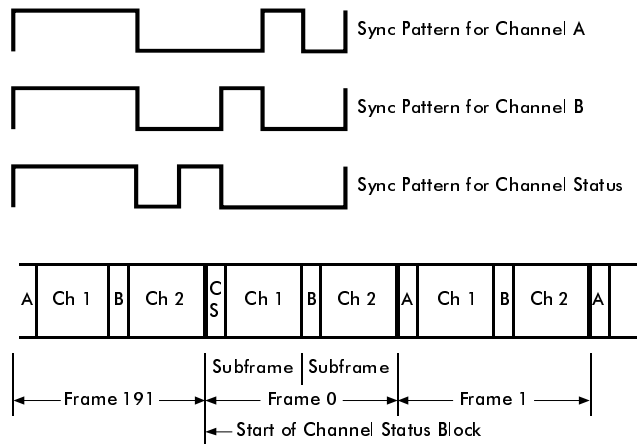 Sync Pattern for Channel A
Sync Pattern for Channel B
Sync Pattern for Channel Status
A Ch 1 B Ch 2 C S Ch 1 B Ch 2 A Ch 1 B Ch 2 A
Subframe Subframe
Frame 191 Frame 0 Frame 1
Start of Channel Status Block